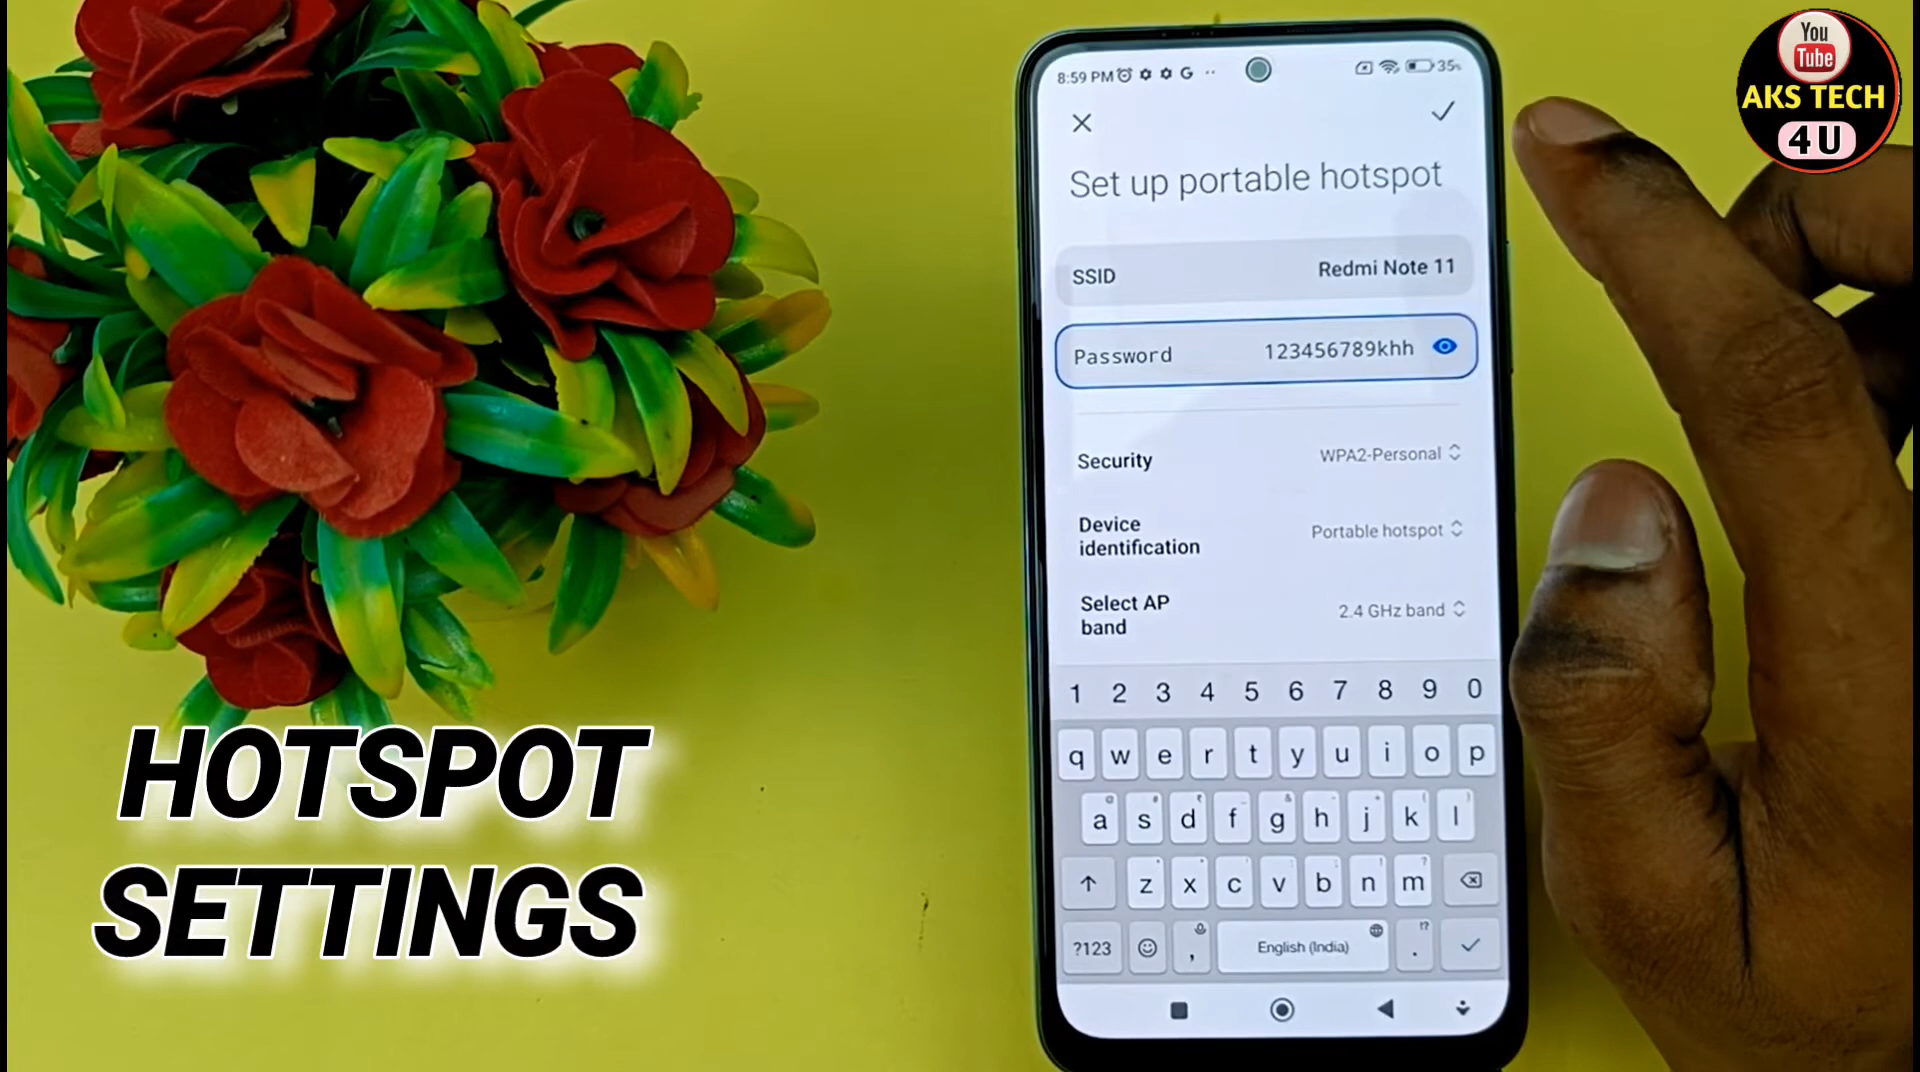 You
Tube
AKS TECH
4 U
8:59 PM G ·· 35%
Set up portable hotspot
SSID Redmi Note 11
Password 123456789khh
Security WPA2-Personal
Device identification Portable hotspot
Select AP band 2.4 GHz band
1 2 3 4 5 6 7 8 9 0
q w e r t y u i o p
a s d f g h j k l
z x c v b n m
?123 , English (India) .
HOTSPOT
SETTINGS